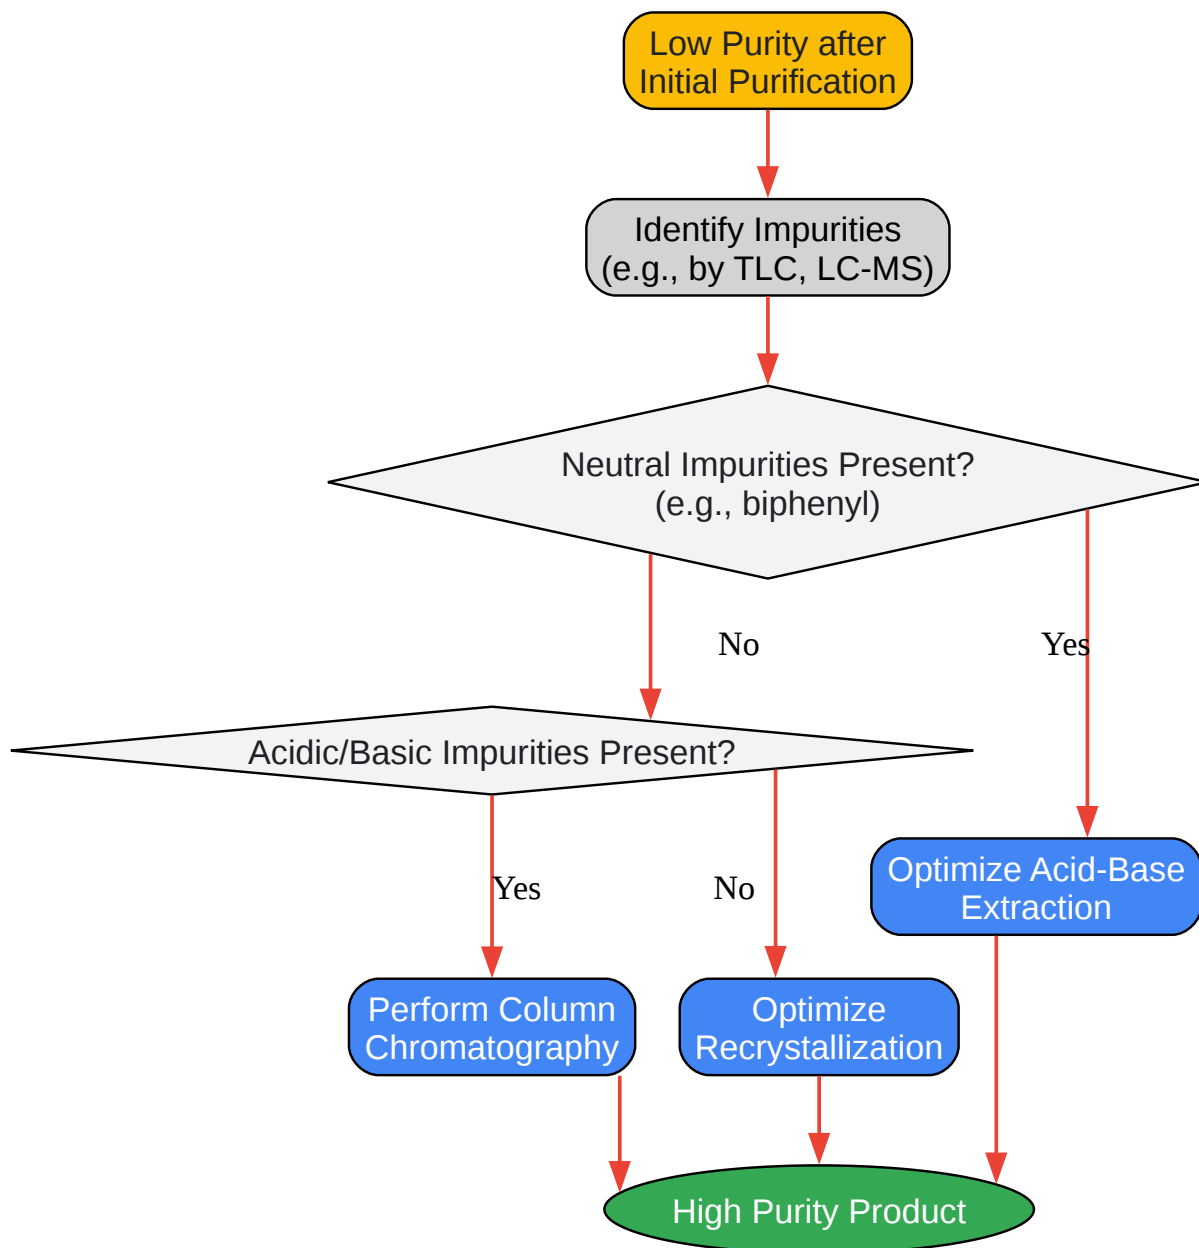 Low Purity after
Initial Purification
Identify Impurities
(e.g., by TLC, LC-MS)
Neutral Impurities Present?
(e.g., biphenyl)
No
Yes
Acidic/Basic Impurities Present?
Yes
No
Optimize Acid-Base
Extraction
Perform Column
Chromatography
Optimize
Recrystallization
High Purity Product